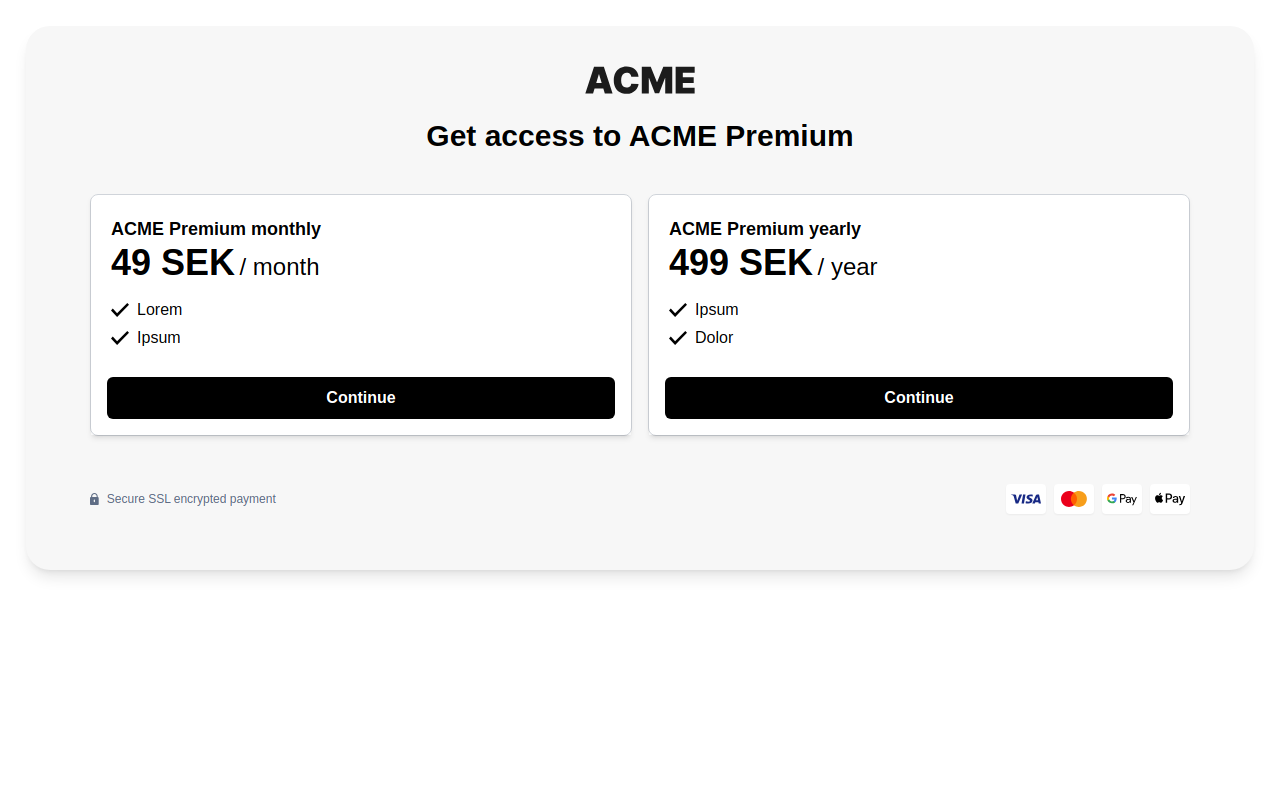 ACME
Get access to ACME Premium
ACME Premium monthly
49 SEK / month
Lorem
Ipsum
Continue
ACME Premium yearly
499 SEK / year
Ipsum
Dolor
Continue
Secure SSL encrypted payment
VISA
G Pay
Pay